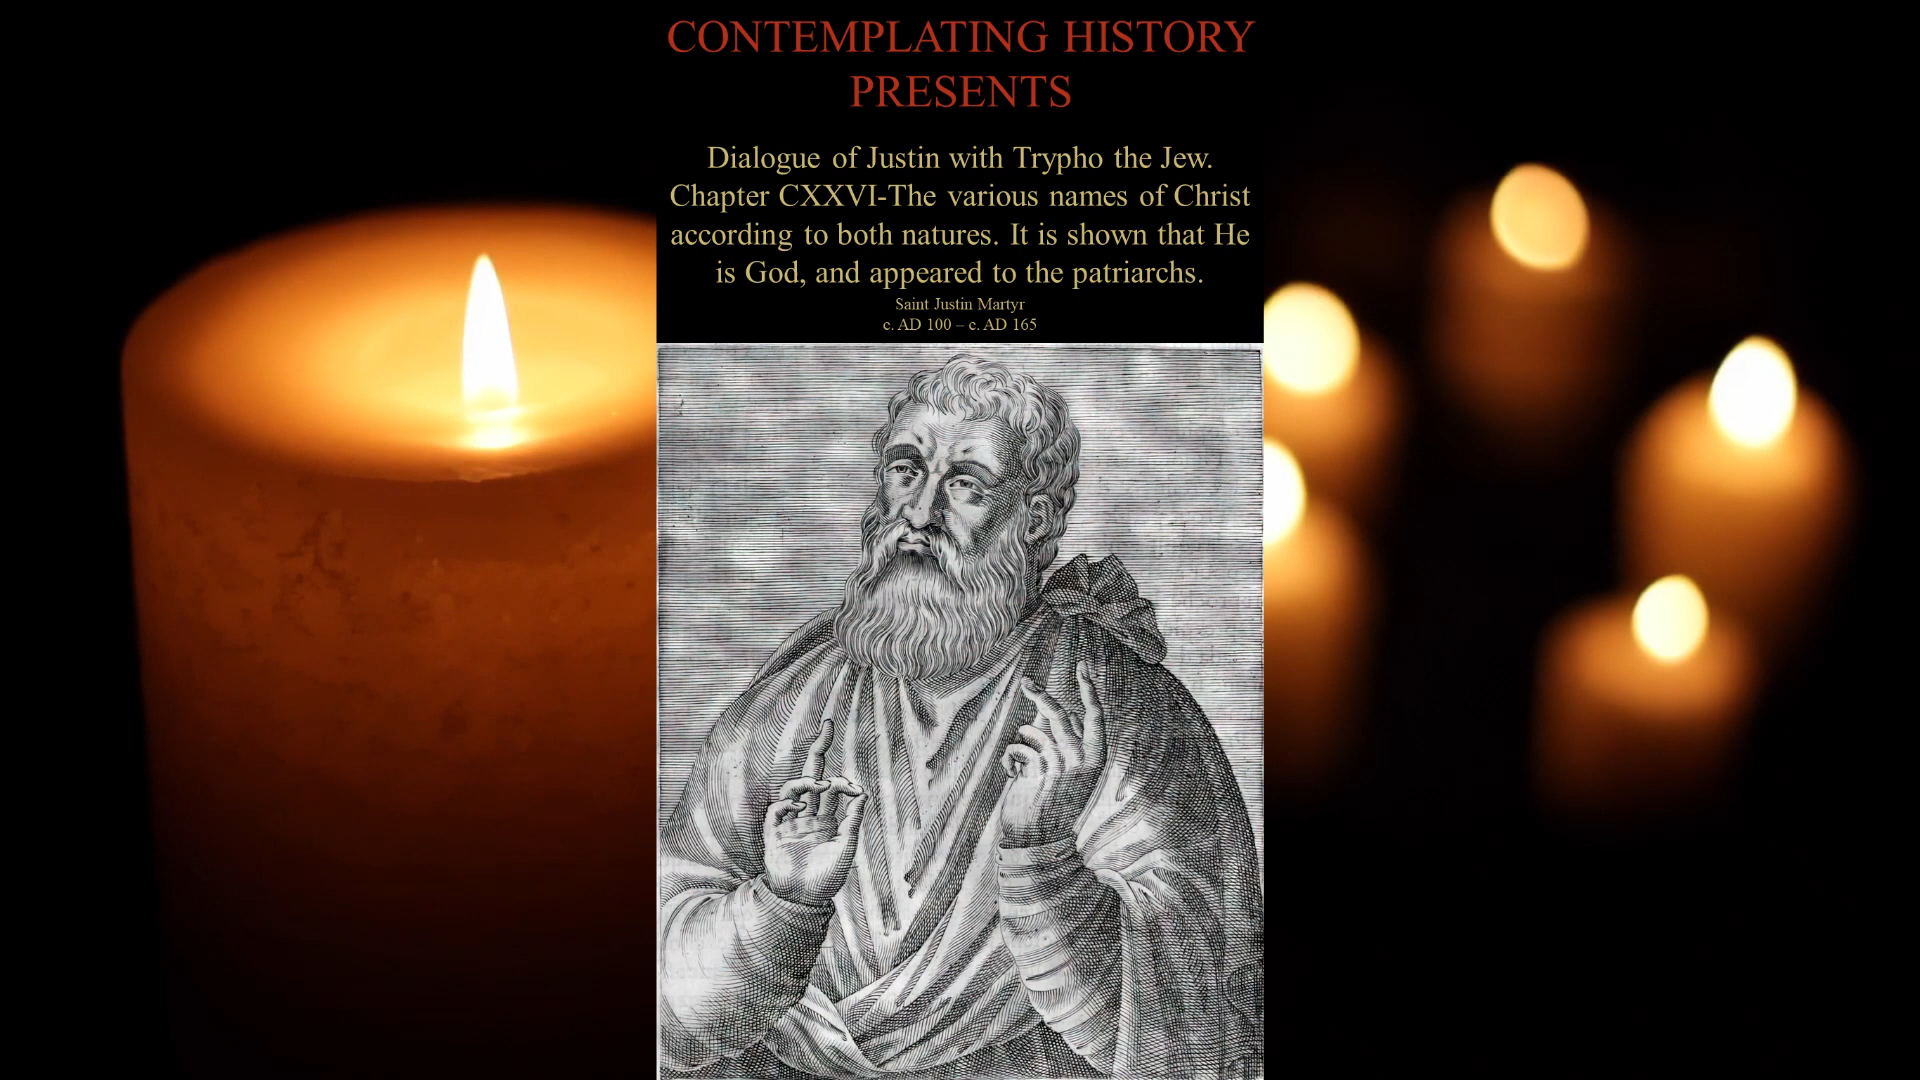 CONTEMPLATING HISTORY
PRESENTS
Dialogue of Justin with Trypho the Jew.
Chapter CXXVI-The various names of Christ
according to both natures. It is shown that He
is God, and appeared to the patriarchs.
Saint Justin Martyr
c. AD 100 – c. AD 165